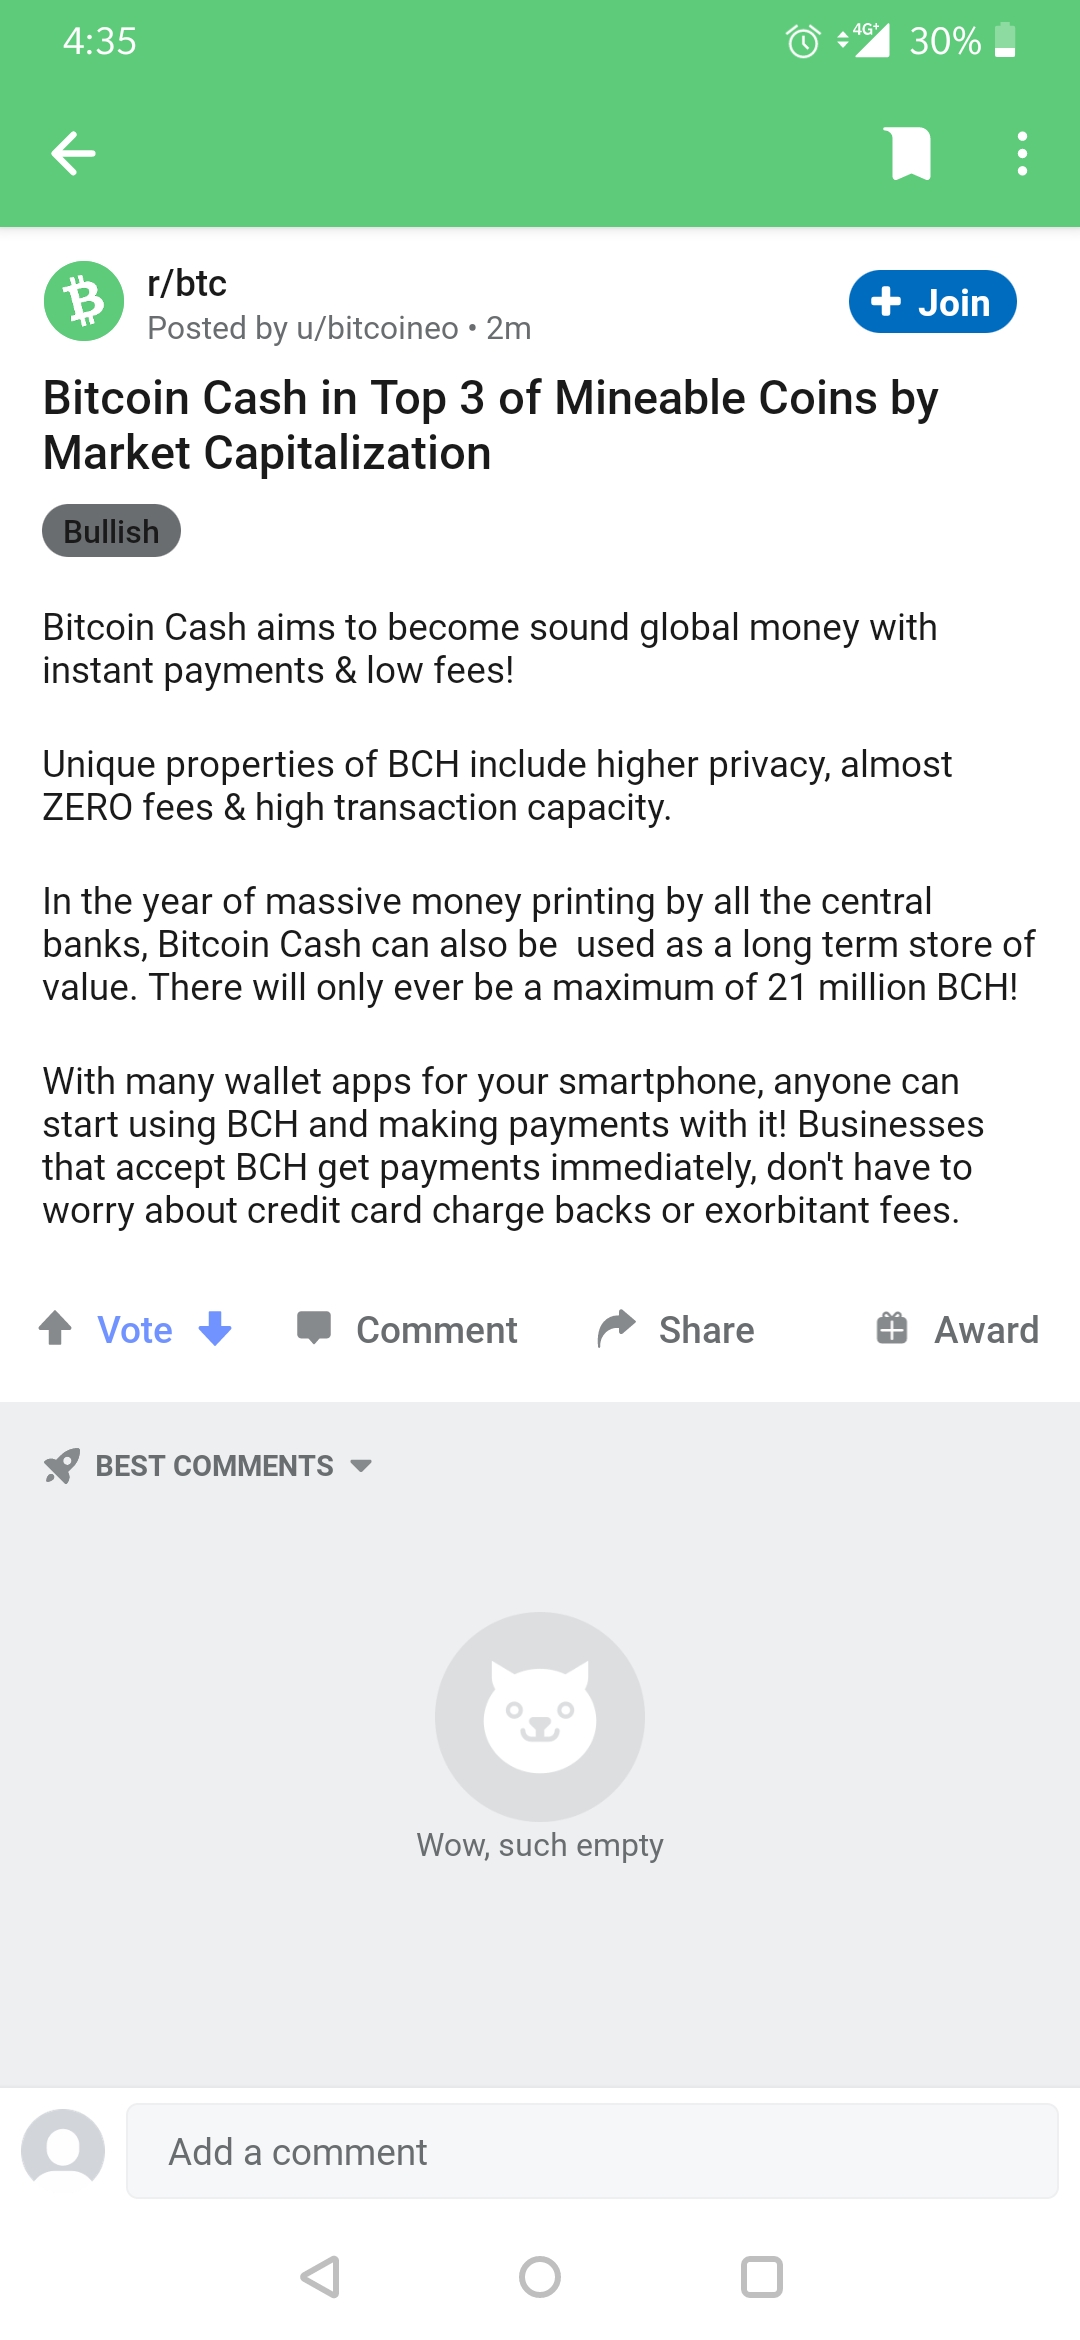 4:35
4G+
30%
r/btc
Join
Posted by u/bitcoineo • 2m
Bitcoin Cash in Top 3 of Mineable Coins by
Market Capitalization
Bullish
Bitcoin Cash aims to become sound global money with
instant payments & low fees!
Unique properties of BCH include higher privacy, almost
ZERO fees & high transaction capacity.
In the year of massive money printing by all the central
banks, Bitcoin Cash can also be  used as a long term store of
value. There will only ever be a maximum of 21 million BCH!
With many wallet apps for your smartphone, anyone can
start using BCH and making payments with it! Businesses
that accept BCH get payments immediately, don't have to
worry about credit card charge backs or exorbitant fees.
Vote Comment Share Award
BEST COMMENTS
Wow, such empty
Add a comment